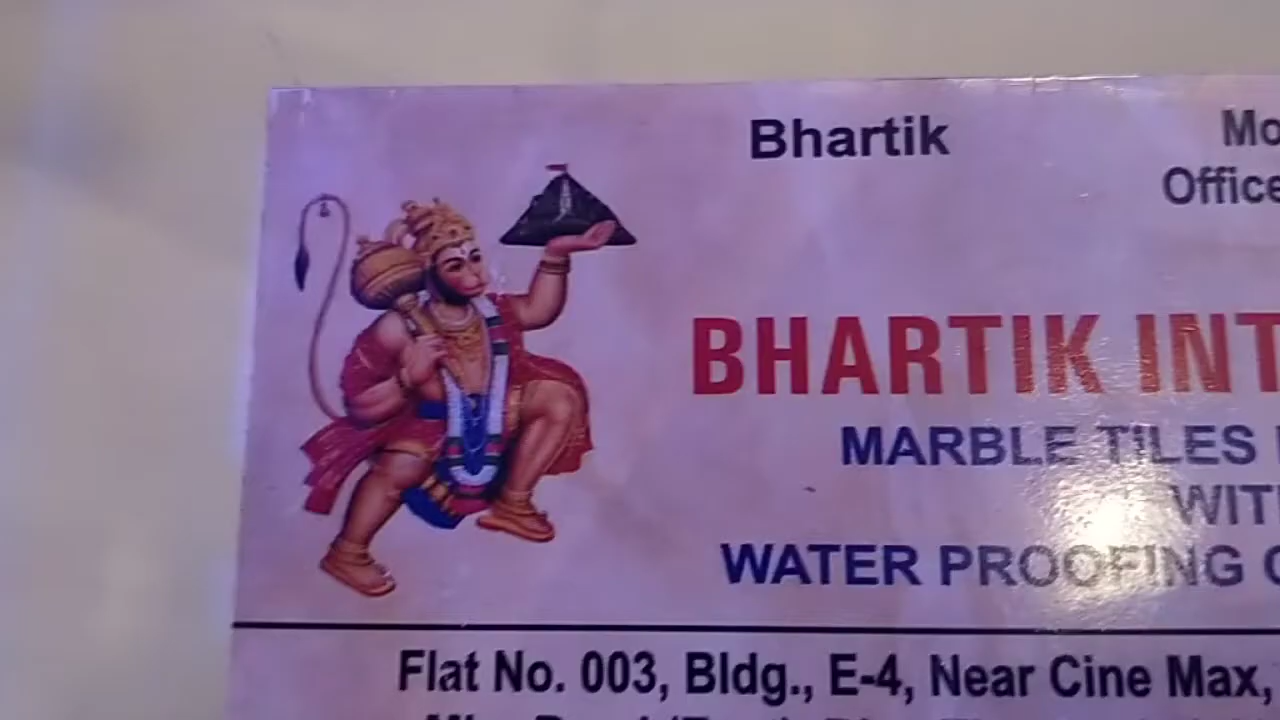 Bhartik
Mo
Office
BHARTIK INT
MARBLE TILES
WIT
WATER PROOFING
Flat No. 003, Bldg., E-4, Near Cine Max,